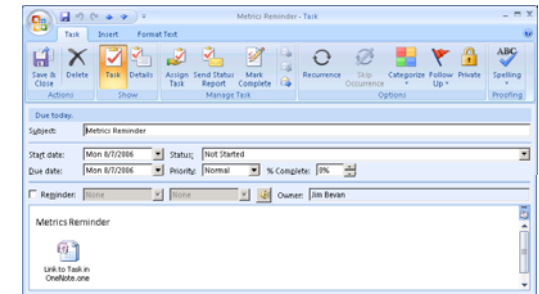 Metrics Reminder - Task
Task Insert Format Text
Save & Close Delete Task Details Assign Task Send Status Report Mark Complete Recurrence Skip Occurrence Categorize Follow Up Private ABC Spelling
Actions Show Manage Task Options Proofing
Due today.
Subject: Metrics Reminder
Start date: Mon 8/7/2006 Status: Not Started
Due date: Mon 8/7/2006 Priority: Normal % Complete: 0%
Reminder: None None Owner: Jim Bevan
Metrics Reminder
Link to Task in
OneNote.one